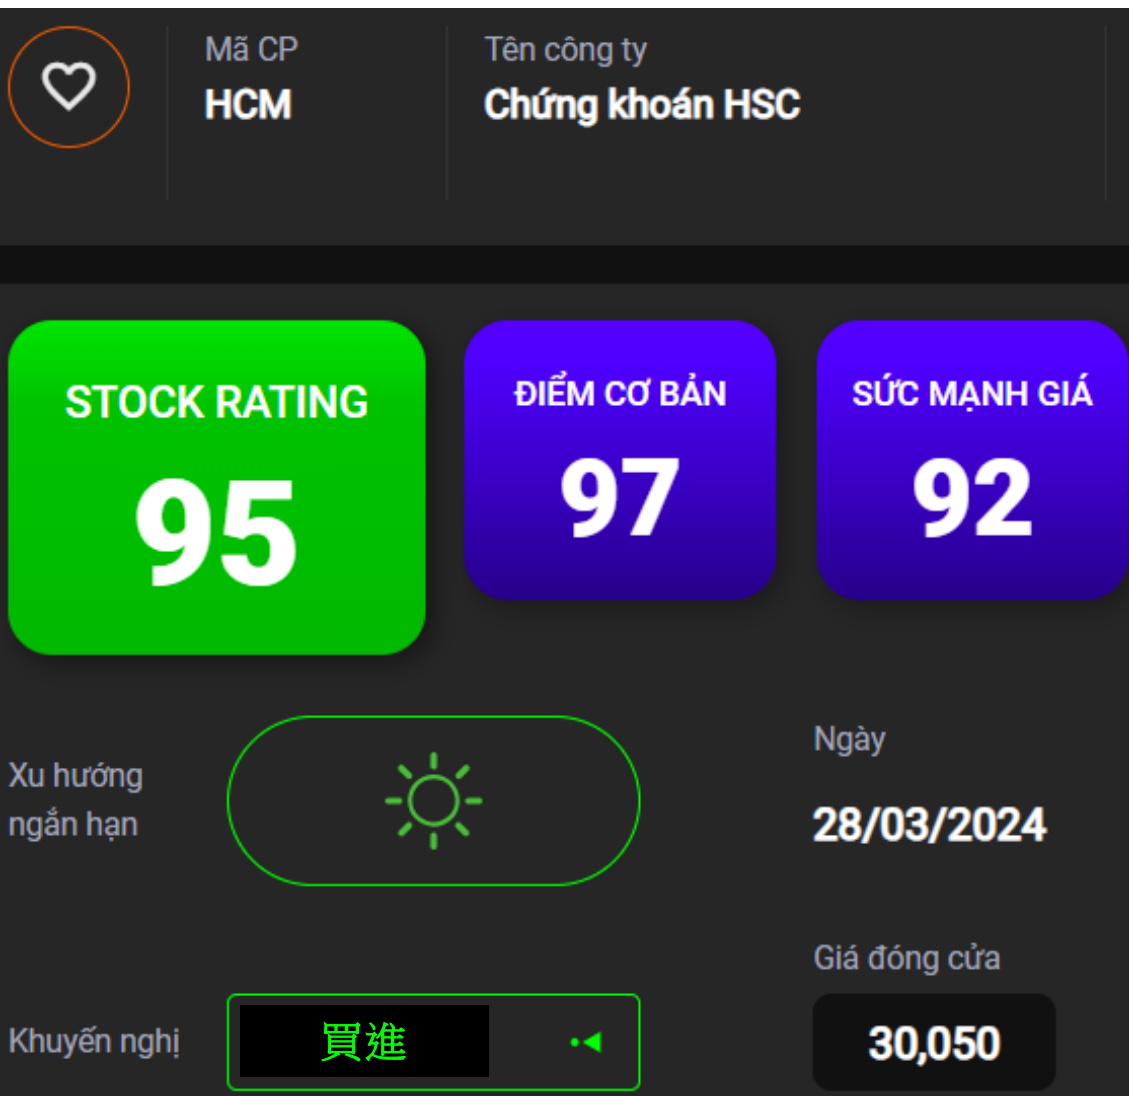 Mã CP
HCM
Tên công ty
Chứng khoán HSC
STOCK RATING
95
ĐIỂM CƠ BẢN
97
SỨC MẠNH GIÁ
92
Xu hướng
ngắn hạn
Ngày
28/03/2024
Khuyến nghị
買進
Giá đóng cửa
30,050